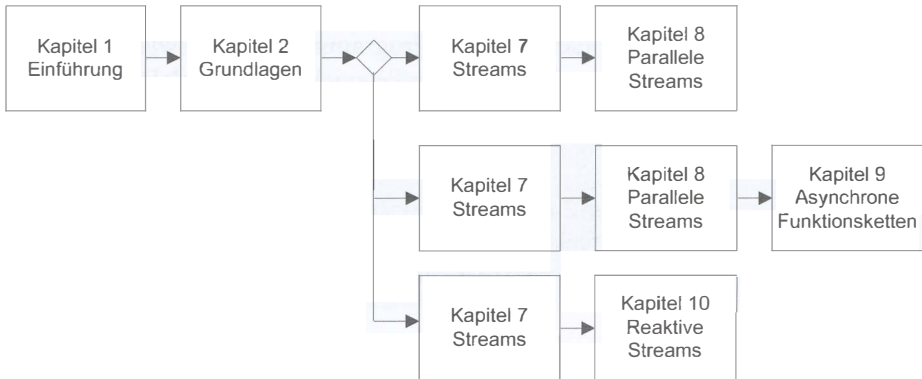 Kapitel 1
Einführung
Kapitel 2
Grundlagen
Kapitel 7
Streams
Kapitel 8
Parallele
Streams
Kapitel 7
Streams
Kapitel 8
Parallele
Streams
Kapitel 9
Asynchrone
Funktionsketten
Kapitel 7
Streams
Kapitel 10
Reaktive
Streams